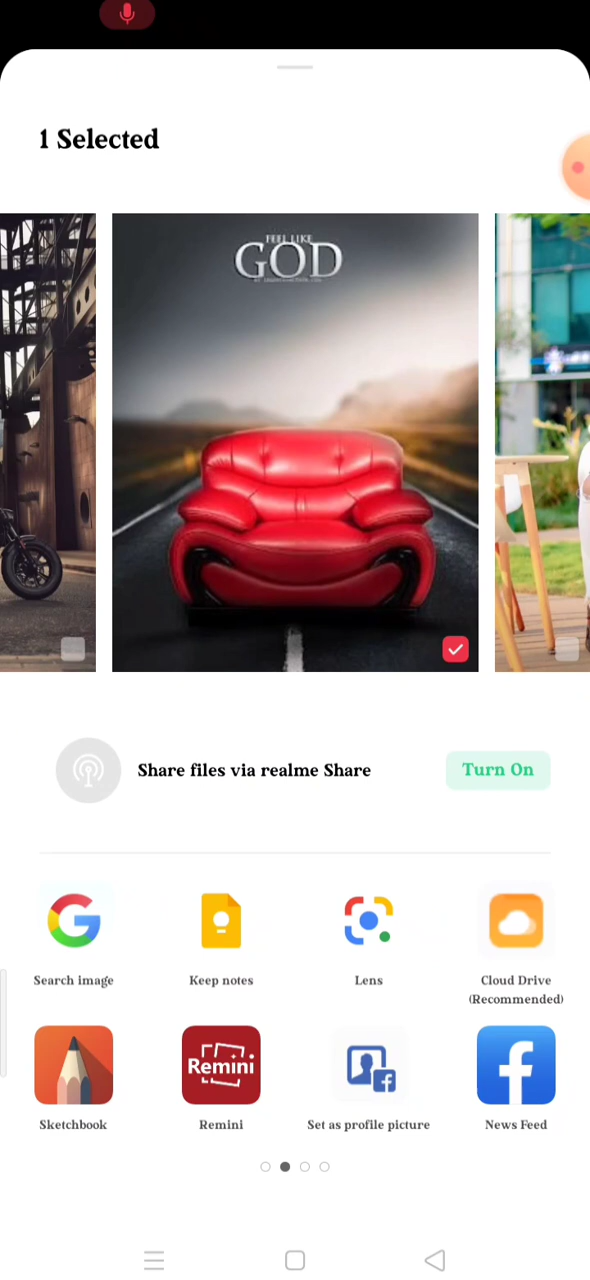 1 Selected
FEEL LIKE
GOD
Share files via realme Share
Turn On
Search image
Keep notes
Lens
Cloud Drive
(Recommended)
Remini
Sketchbook
Remini
Set as profile picture
News Feed